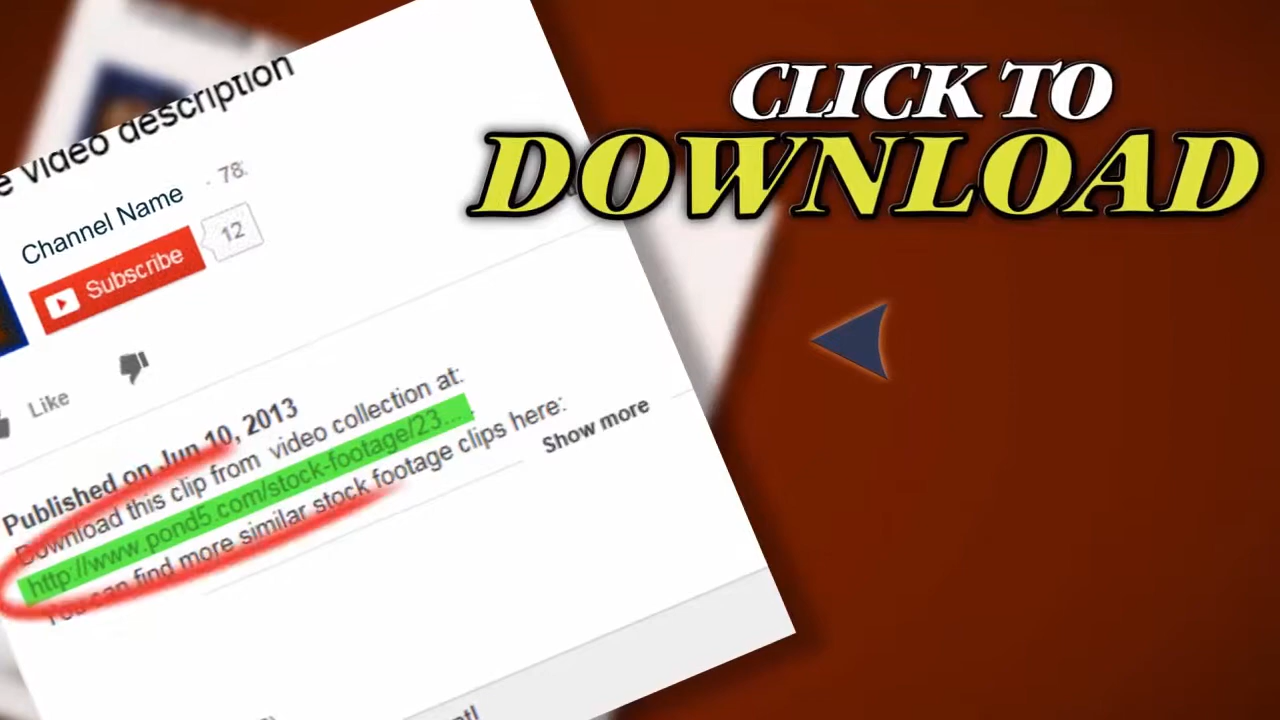 CLICK TO
DOWNLOAD
video description
Channel Name
78
Subscribe
12
Like
Published on Jun 10, 2013
Download this clip from video collection at:
http://www.pond5.com/stock-footage/23...
You can find more similar stock footage clips here:
Show more